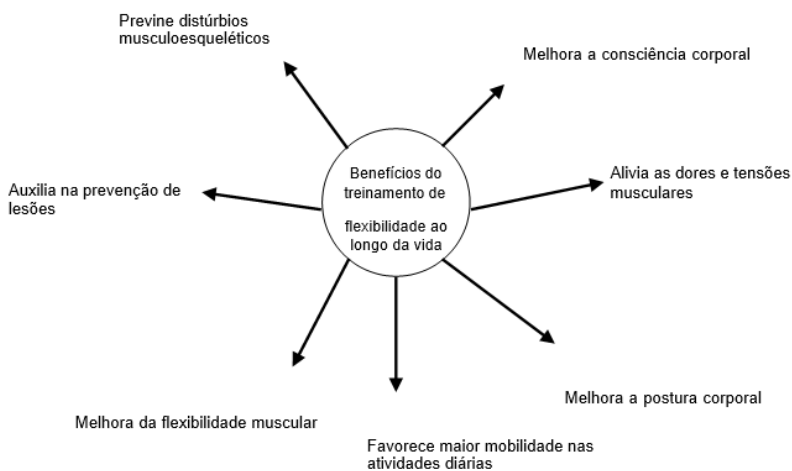 Previne distúrbios
musculoesqueléticos
Melhora a consciência corporal
Benefícios do
treinamento de
flexibilidade ao
longo da vida
Alivia as dores e tensões
musculares
Auxilia na prevenção de
lesões
Melhora a postura corporal
Melhora da flexibilidade muscular
Favorece maior mobilidade nas
atividades diárias